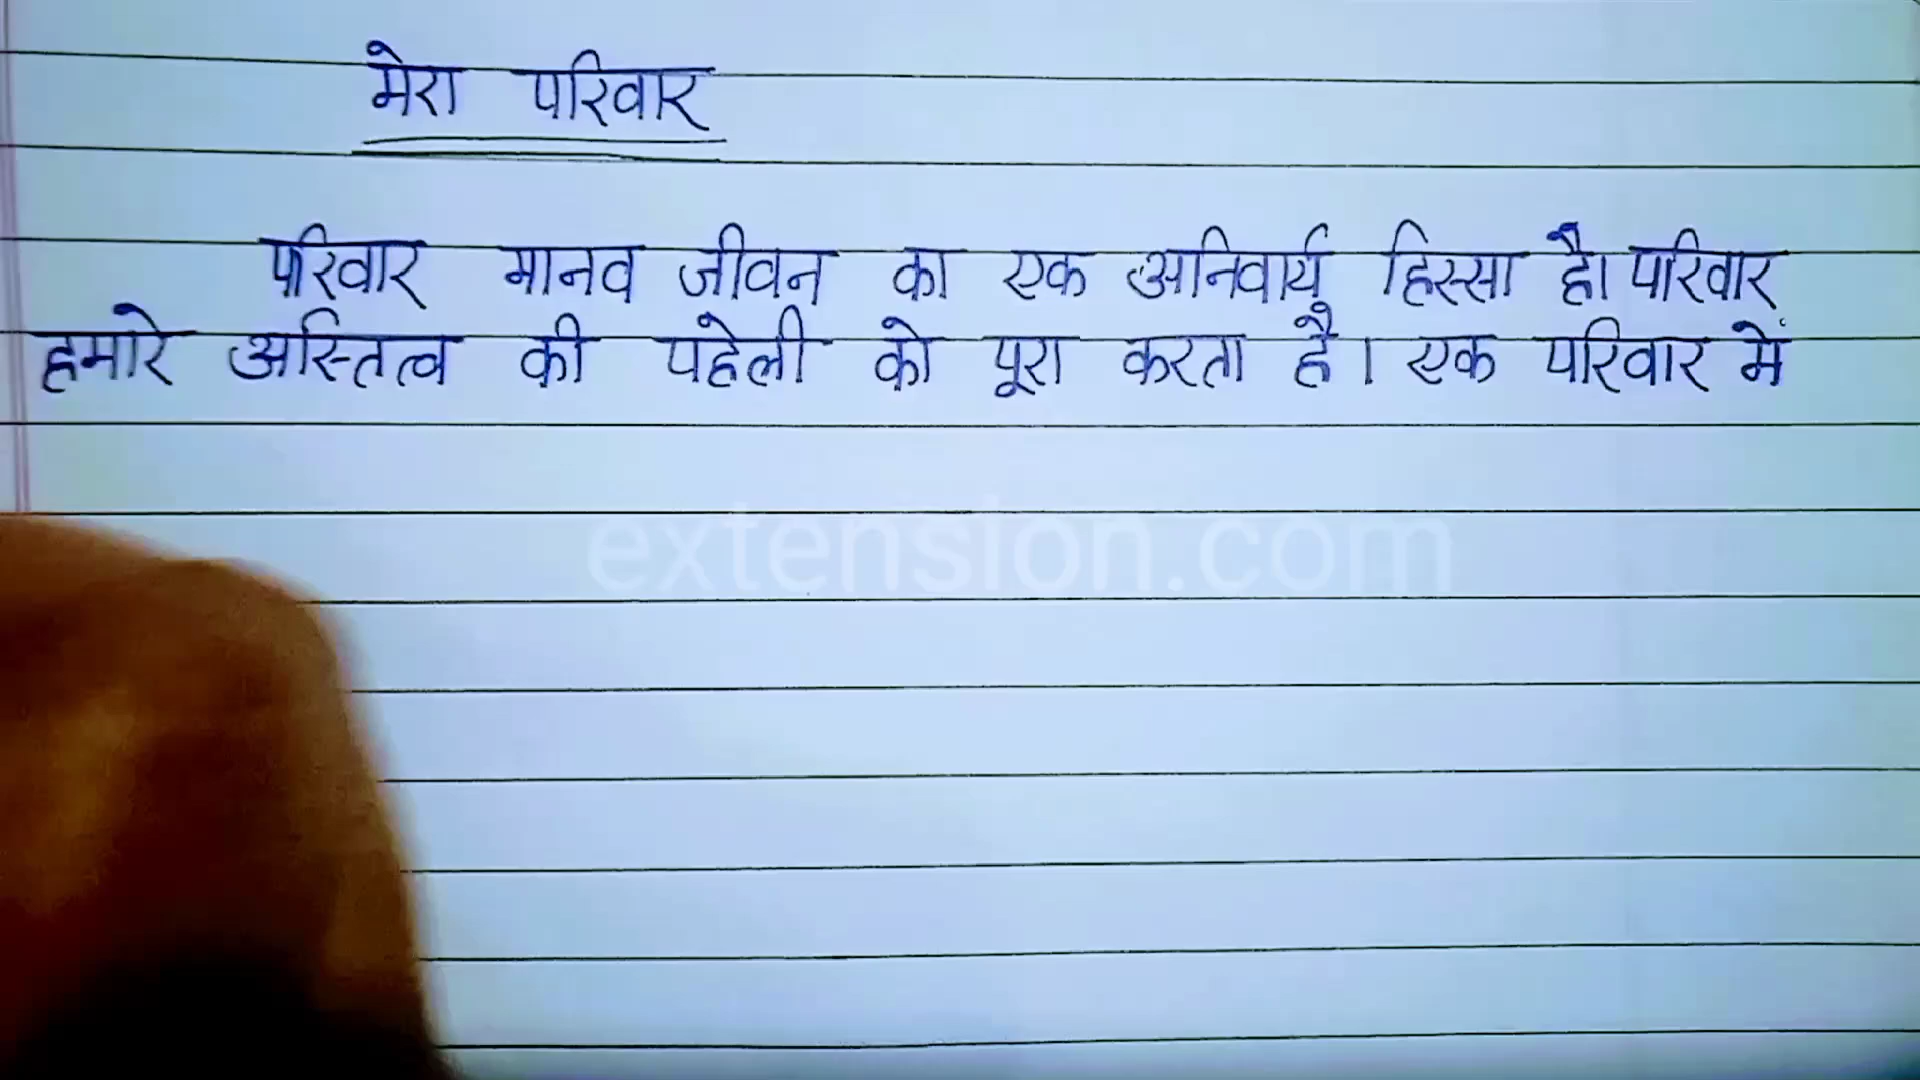 मेरा परिवार
परिवार मानव जीवन का एक अनिवार्य हिस्सा है। परिवार
हमारे अस्तित्व की पहेली को पूरा करता है। एक परिवार में
extension.com